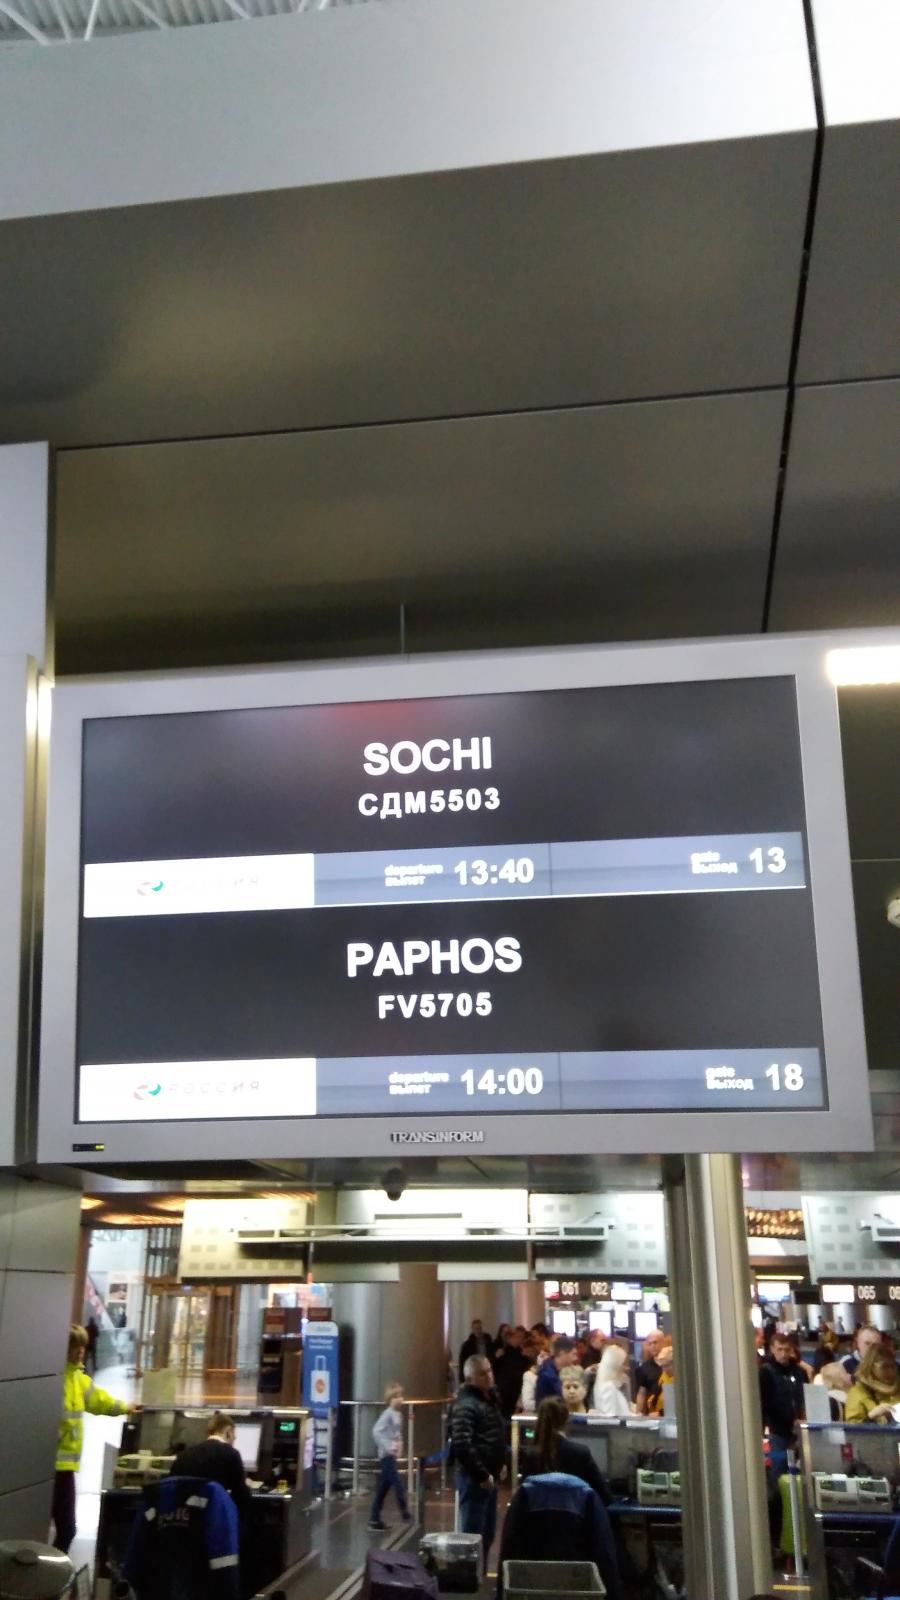 SOCHI
СДМ5503
РОССИЯ departure вылет 13:40 gate Выход 13
PAPHOS
FV5705
РОССИЯ departure вылет 14:00 gate Выход 18
TRANSINFORM
061 062
065